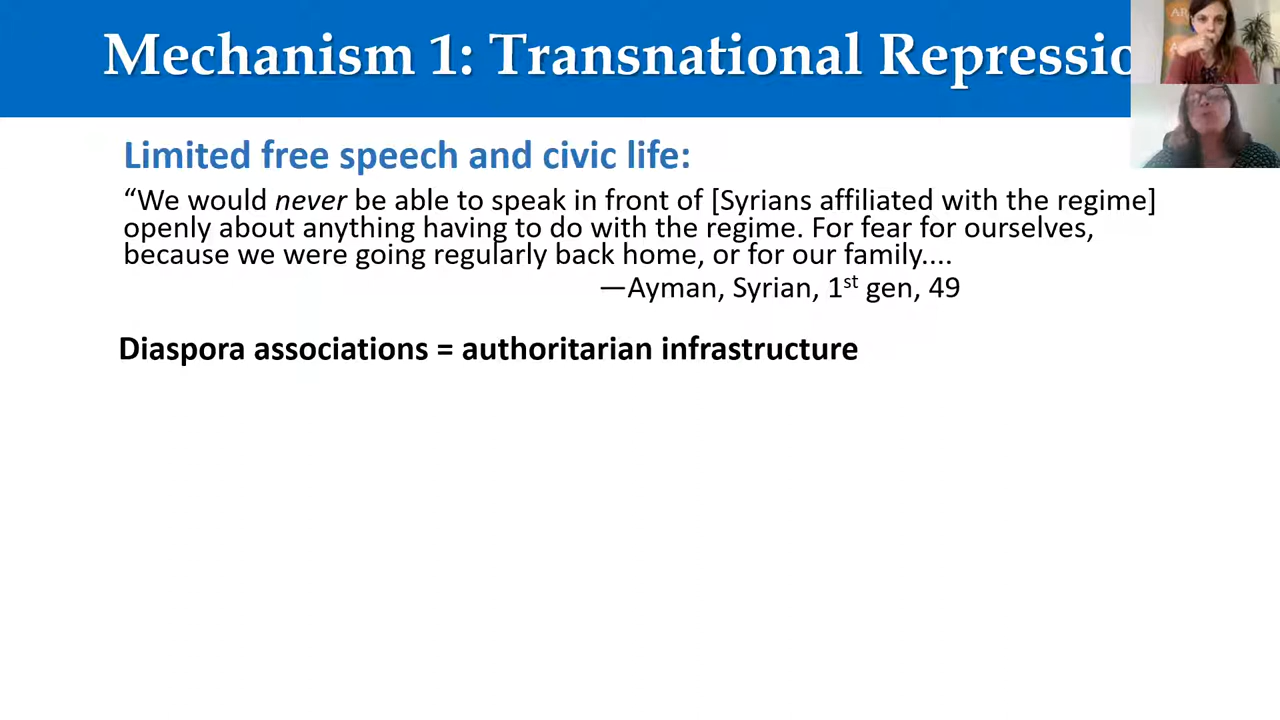 Mechanism 1: Transnational Repressio
Limited free speech and civic life:
“We would never be able to speak in front of [Syrians affiliated with the regime]
openly about anything having to do with the regime. For fear for ourselves,
because we were going regularly back home, or for our family....
—Ayman, Syrian, 1st gen, 49
Diaspora associations = authoritarian infrastructure
AR